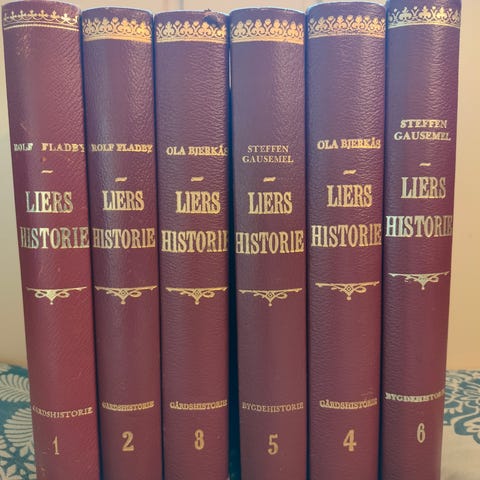 ROLF FLADBY
LIERS
HISTORIE
GÅRDSHISTORIE
1
ROLF FLADBY
LIERS
HISTORIE
GÅRDSHISTORIE
2
OLA BJERKÅS
LIERS
HISTORIE
GÅRDSHISTORIE
3
STEFFEN
GAUSEMEL
LIERS
HISTORIE
BYGDEHISTORIE
5
OLA BJERKÅS
LIERS
HISTORIE
GÅRDSHISTORIE
4
STEFFEN
GAUSEMEL
LIERS
HISTORIE
BYGDEHISTORIE
6